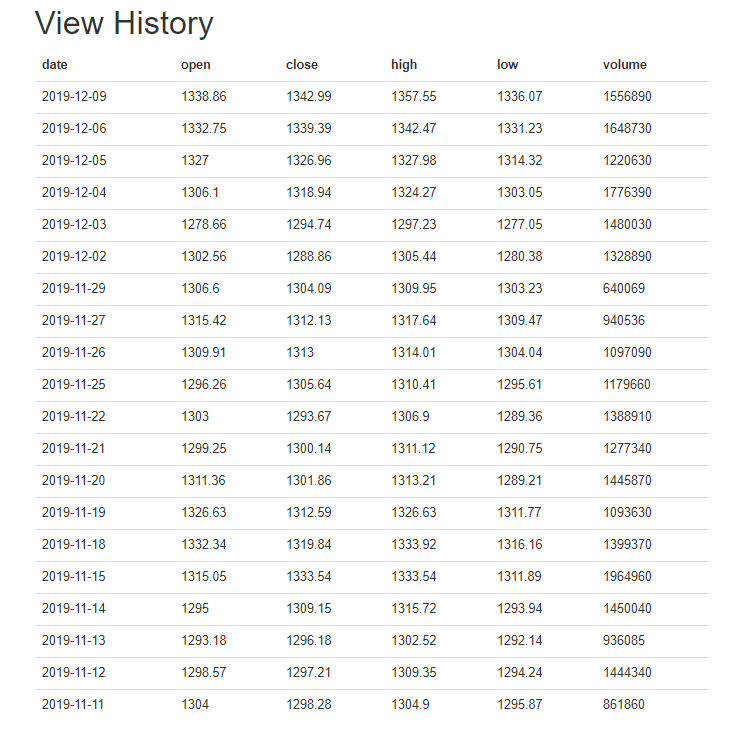 View History
date open close high low volume
2019-12-09 1338.86 1342.99 1357.55 1336.07 1556890
2019-12-06 1332.75 1339.39 1342.47 1331.23 1648730
2019-12-05 1327 1326.96 1327.98 1314.32 1220630
2019-12-04 1306.1 1318.94 1324.27 1303.05 1776390
2019-12-03 1278.66 1294.74 1297.23 1277.05 1480030
2019-12-02 1302.56 1288.86 1305.44 1280.38 1328890
2019-11-29 1306.6 1304.09 1309.95 1303.23 640069
2019-11-27 1315.42 1312.13 1317.64 1309.47 940536
2019-11-26 1309.91 1313 1314.01 1304.04 1097090
2019-11-25 1296.26 1305.64 1310.41 1295.61 1179660
2019-11-22 1303 1293.67 1306.9 1289.36 1388910
2019-11-21 1299.25 1300.14 1311.12 1290.75 1277340
2019-11-20 1311.36 1301.86 1313.21 1289.21 1445870
2019-11-19 1326.63 1312.59 1326.63 1311.77 1093630
2019-11-18 1332.34 1319.84 1333.92 1316.16 1399370
2019-11-15 1315.05 1333.54 1333.54 1311.89 1964960
2019-11-14 1295 1309.15 1315.72 1293.94 1450040
2019-11-13 1293.18 1296.18 1302.52 1292.14 936085
2019-11-12 1298.57 1297.21 1309.35 1294.24 1444340
2019-11-11 1304 1298.28 1304.9 1295.87 861860